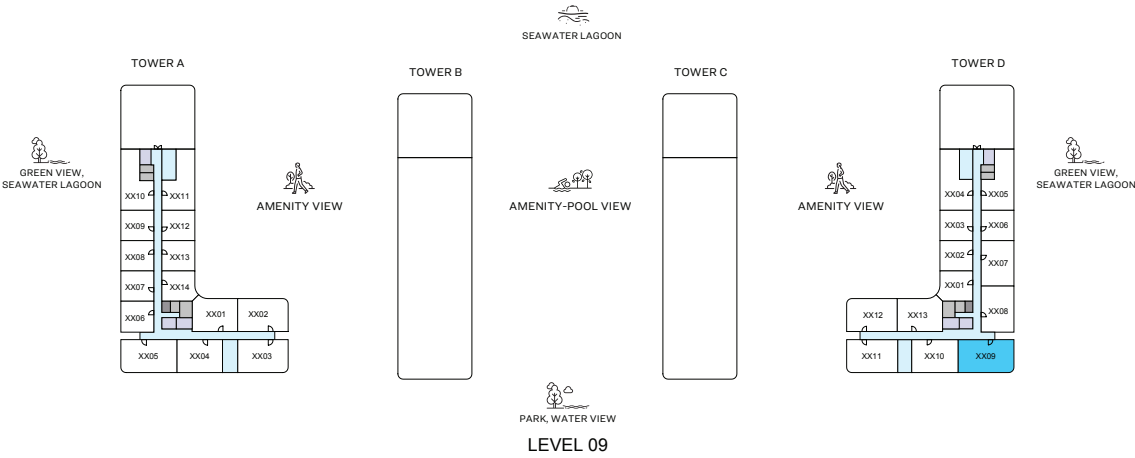 SEAWATER LAGOON
TOWER A
TOWER B
TOWER C
TOWER D
GREEN VIEW,
SEAWATER LAGOON
AMENITY VIEW
AMENITY-POOL VIEW
AMENITY VIEW
GREEN VIEW,
SEAWATER LAGOON
XX10
XX11
XX09
XX12
XX08
XX13
XX07
XX14
XX06
XX01
XX02
XX05
XX04
XX03
XX04
XX05
XX03
XX06
XX02
XX07
XX01
XX08
XX12
XX13
XX11
XX10
XX09
PARK, WATER VIEW
LEVEL 09